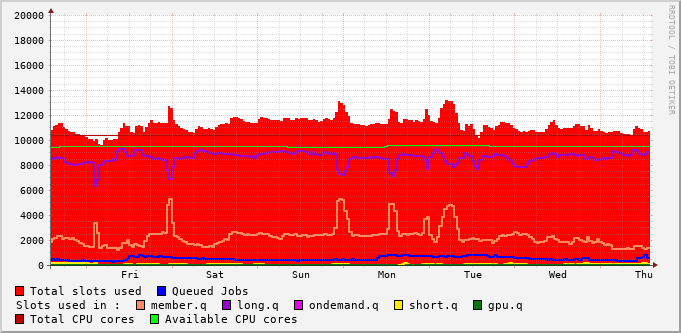 20000
18000
16000
14000
12000
10000
8000
6000
4000
2000
0
Fri Sat Sun Mon Tue Wed Thu
RRDTOOL / TOBI OETIKER
Total slots used Queued Jobs
Slots used in : member.q long.q ondemand.q short.q gpu.q
Total CPU cores Available CPU cores